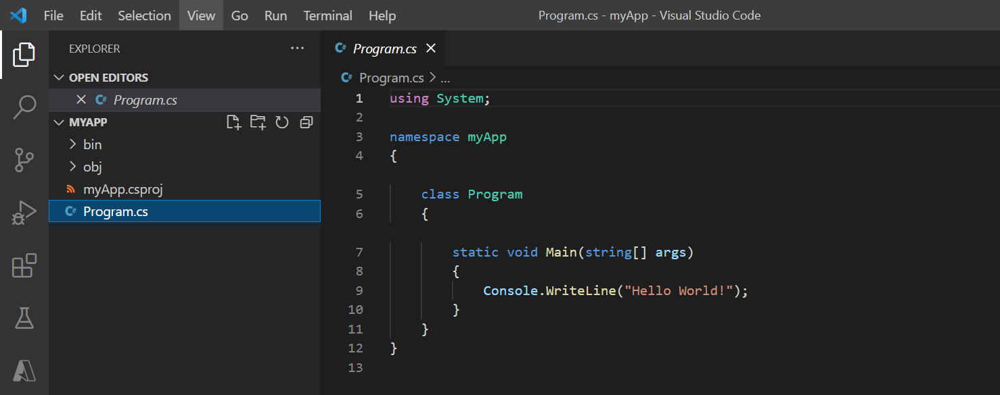 File Edit Selection View Go Run Terminal Help Program.cs - myApp - Visual Studio Code
EXPLORER ...
OPEN EDITORS
C# Program.cs
MYAPP
bin
obj
myApp.csproj
C# Program.cs
C# Program.cs
C# Program.cs > ...
1 using System;
2
3 namespace myApp
4 {
5 class Program
6 {
7 static void Main(string[] args)
8 {
9 Console.WriteLine("Hello World!");
10 }
11 }
12 }
13